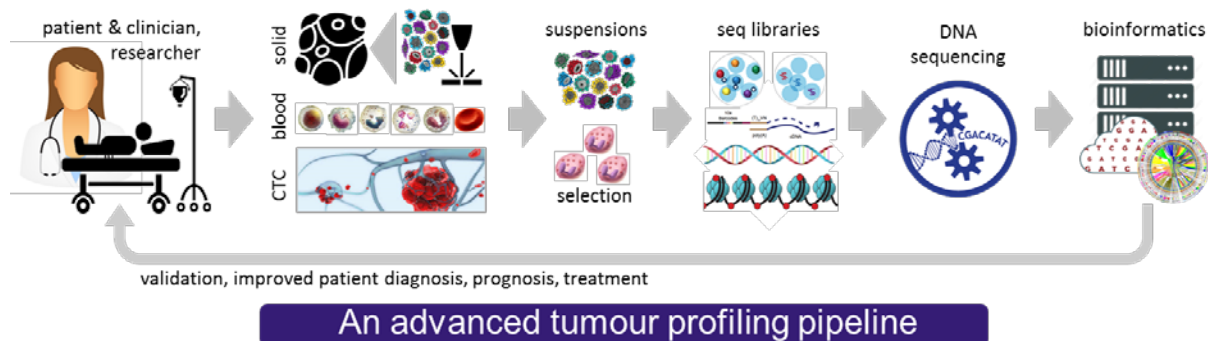 patient & clinician,
researcher
solid
blood
CTC
suspensions
selection
seq libraries
DNA
sequencing
CGACATAT
bioinformatics
validation, improved patient diagnosis, prognosis, treatment
An advanced tumour profiling pipeline